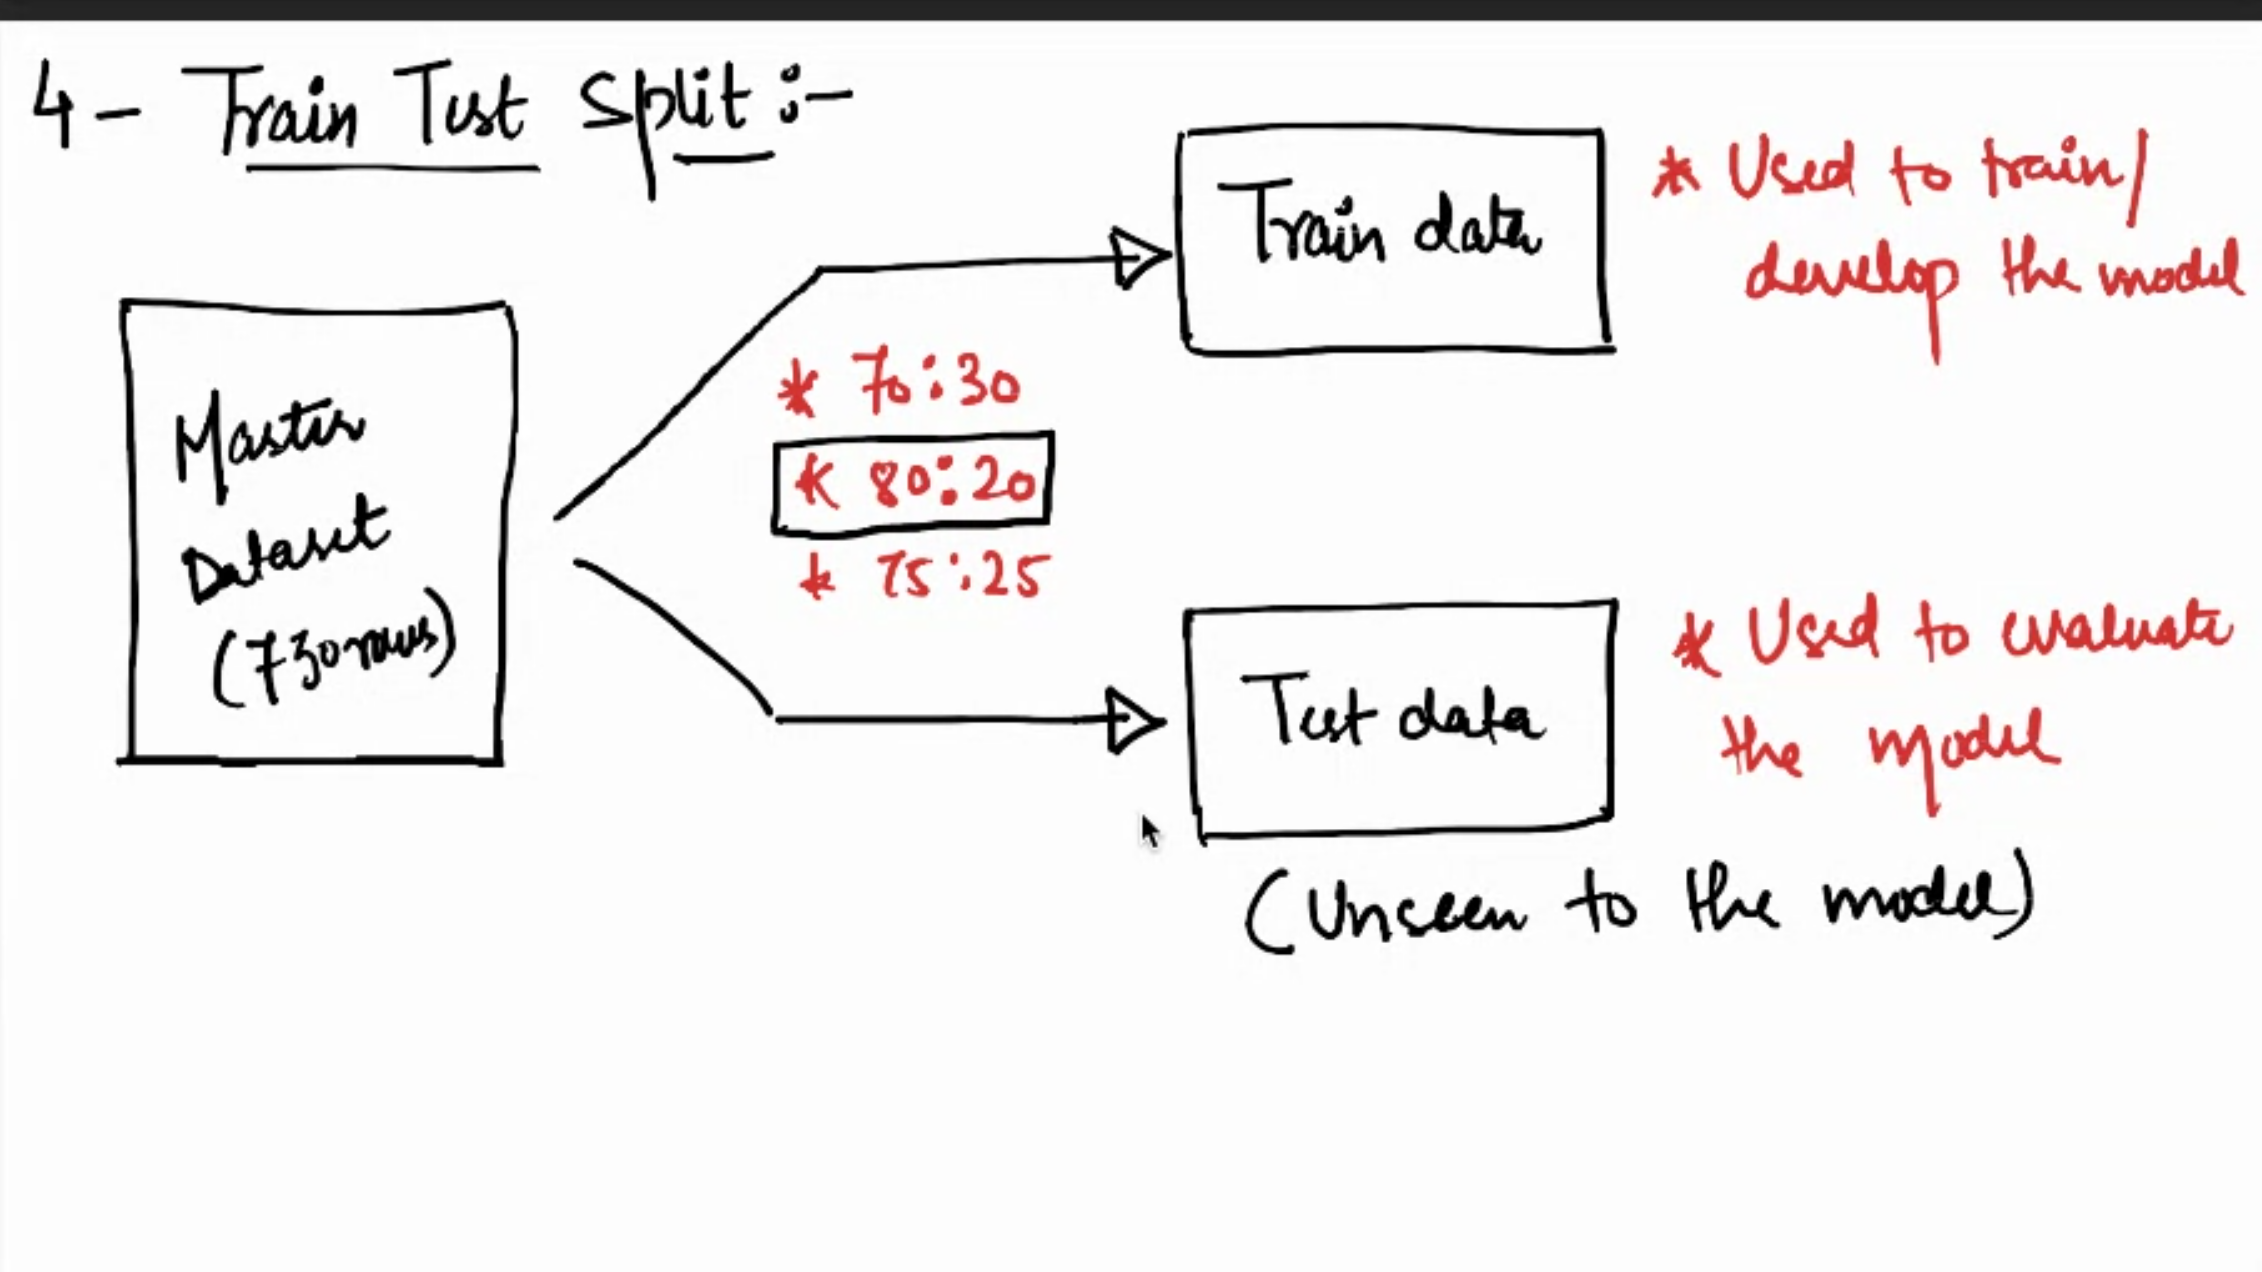 4- Train Test Split :-
Train data
* Used to train/
develop the model
Master
Dataset
(730 rows)
* 70:30
* 80:20
* 75:25
Test data
* Used to evaluate
the model
(Unseen to the model)